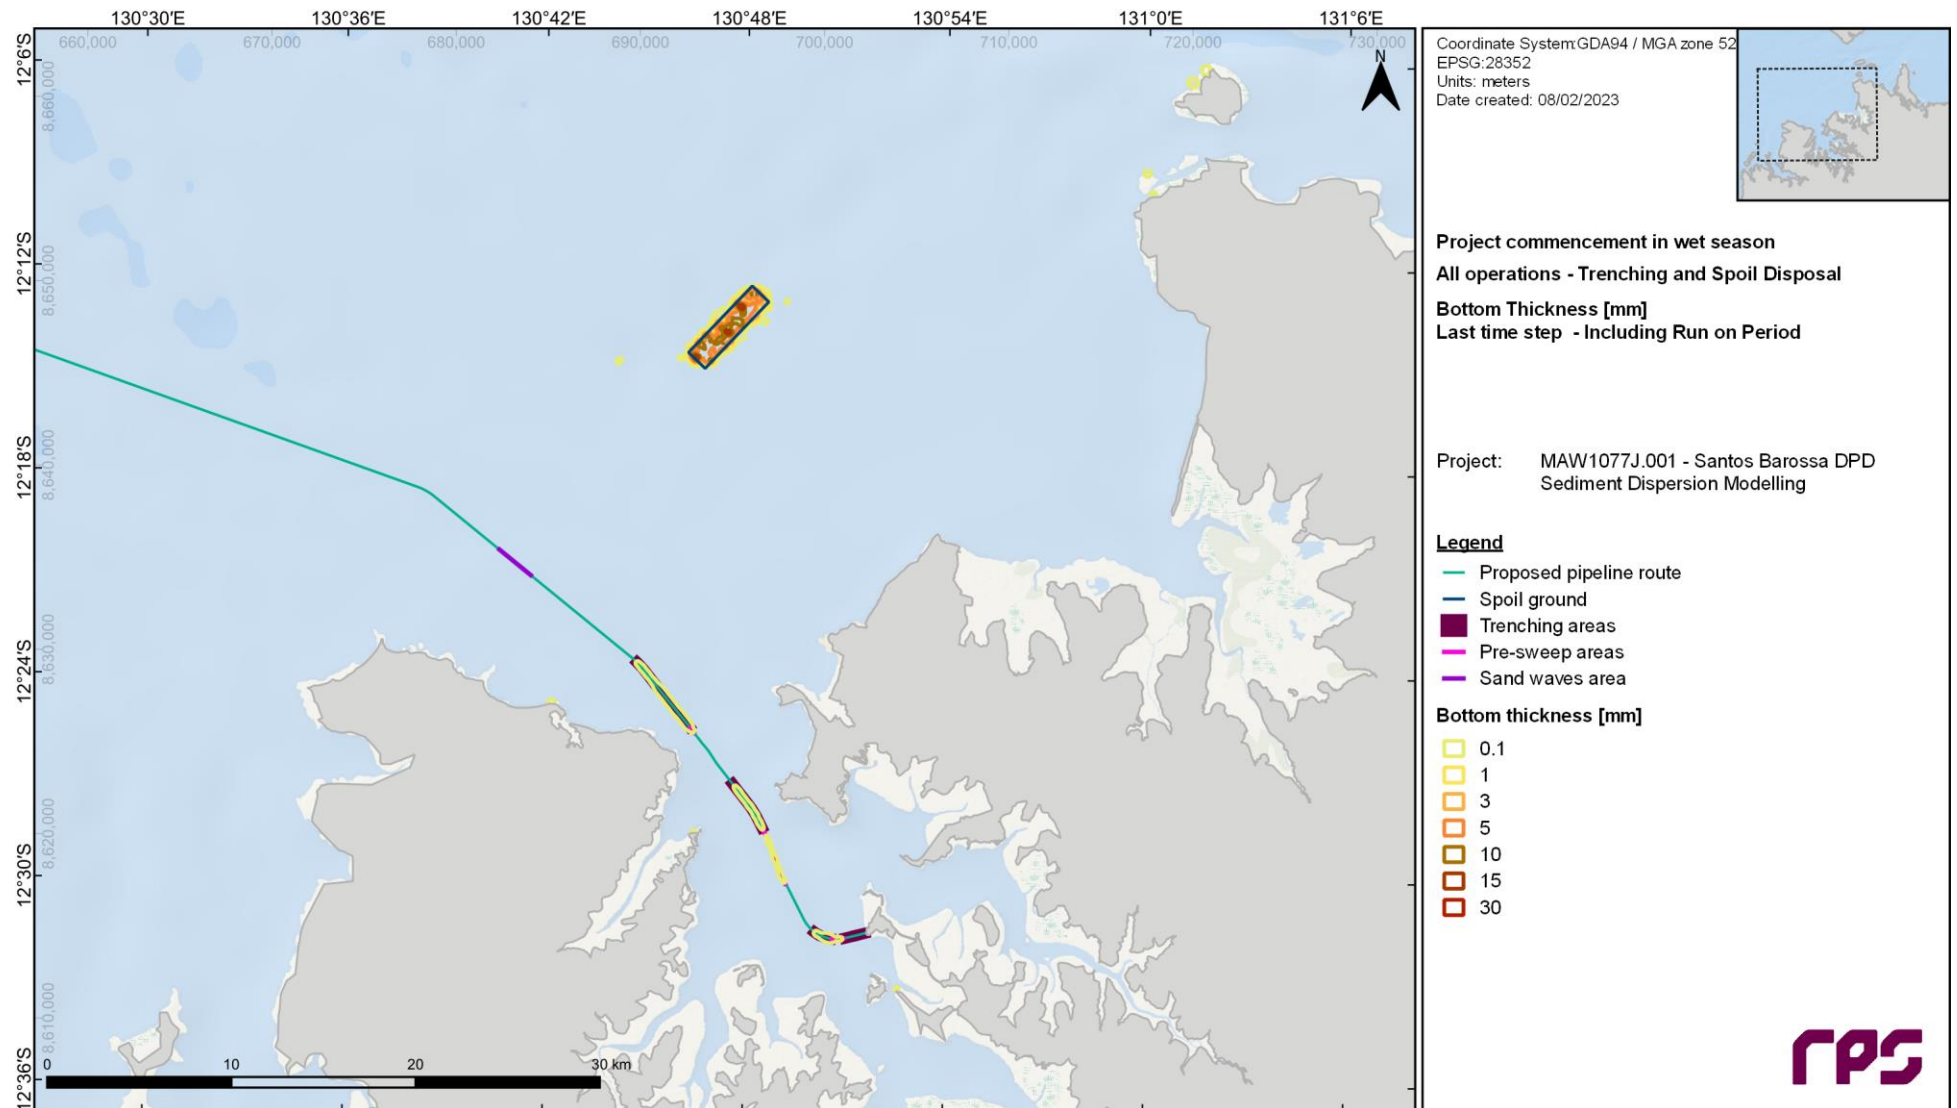 130°30'E 130°36'E 130°42'E 130°48'E 130°54'E 131°0'E 131°6'E
660,000 670,000 680,000 690,000 700,000 710,000 720,000 730,000
12°6'S
8,660,000
12°12'S
8,650,000
12°18'S
8,640,000
12°24'S
8,630,000
12°30'S
8,620,000
12°36'S
8,610,000
N
0 10 20 30 km
Coordinate System:GDA94 / MGA zone 52
EPSG:28352
Units: meters
Date created: 08/02/2023
Project commencement in wet season
All operations - Trenching and Spoil Disposal
Bottom Thickness [mm]
Last time step - Including Run on Period
Project: MAW1077J.001 - Santos Barossa DPD
Sediment Dispersion Modelling
Legend
Proposed pipeline route
Spoil ground
Trenching areas
Pre-sweep areas
Sand waves area
Bottom thickness [mm]
0.1
1
3
5
10
15
30
rps